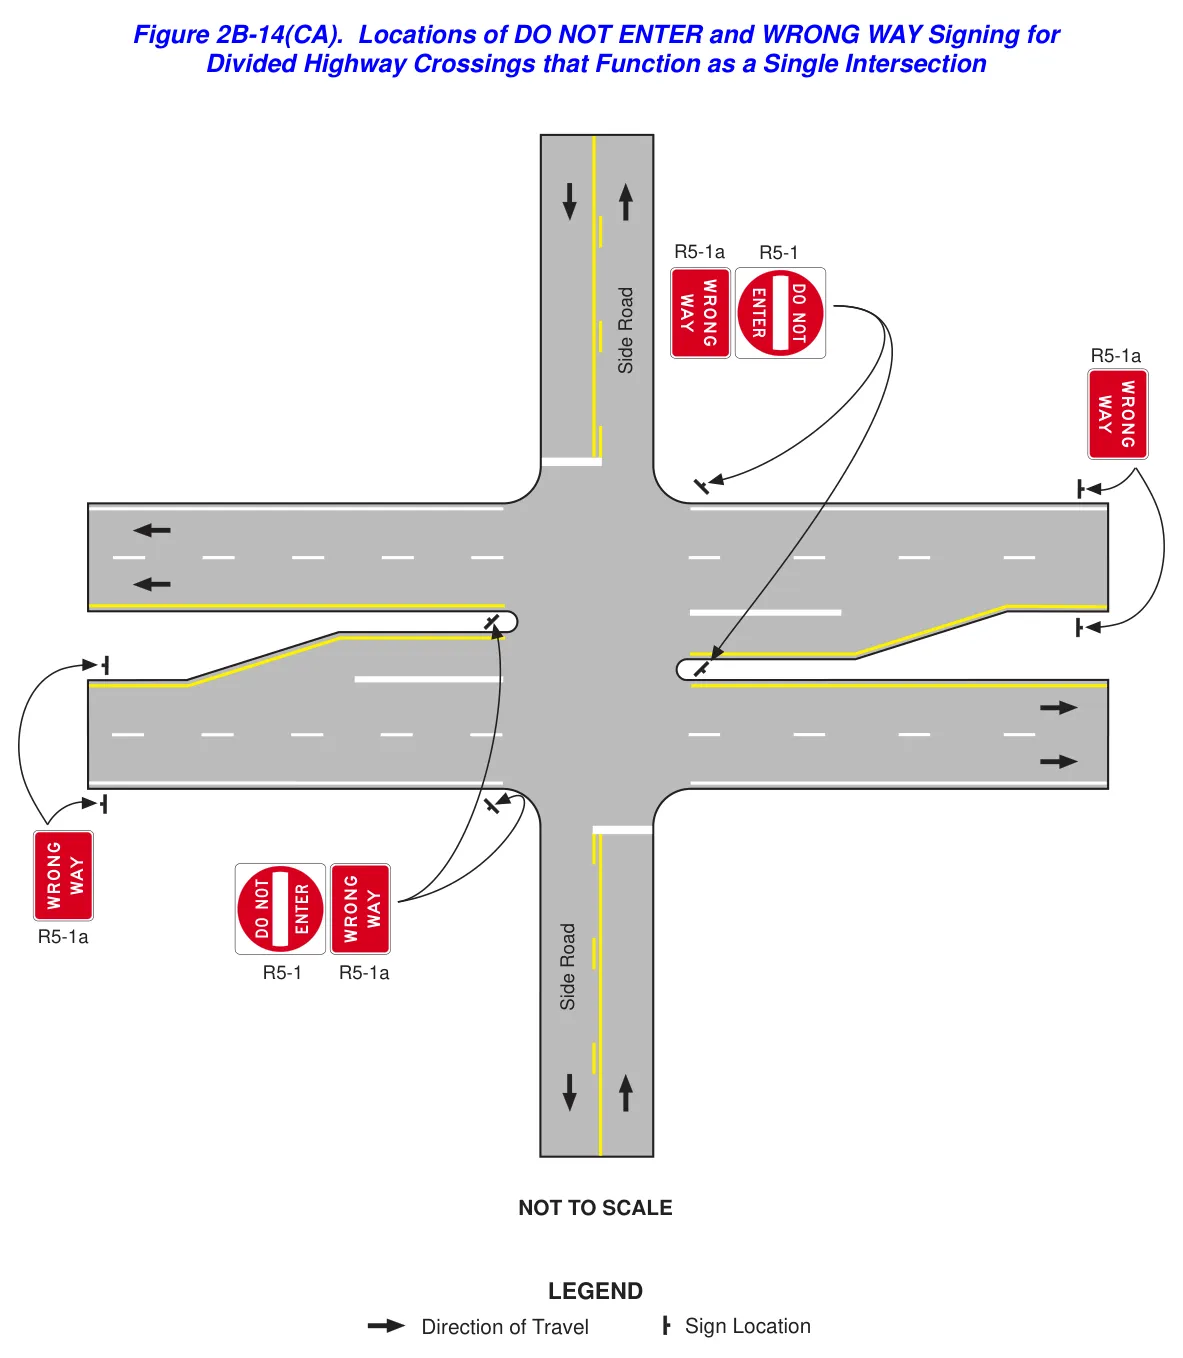 Figure 2B-14(CA). Locations of DO NOT ENTER and WRONG WAY Signing for
Divided Highway Crossings that Function as a Single Intersection
R5-1a
R5-1
WRONG
WAY
DO NOT
ENTER
Side Road
R5-1a
WRONG
WAY
WRONG
WAY
R5-1a
DO NOT
ENTER
WRONG
WAY
R5-1
R5-1a
Side Road
NOT TO SCALE
LEGEND
Direction of Travel
Sign Location